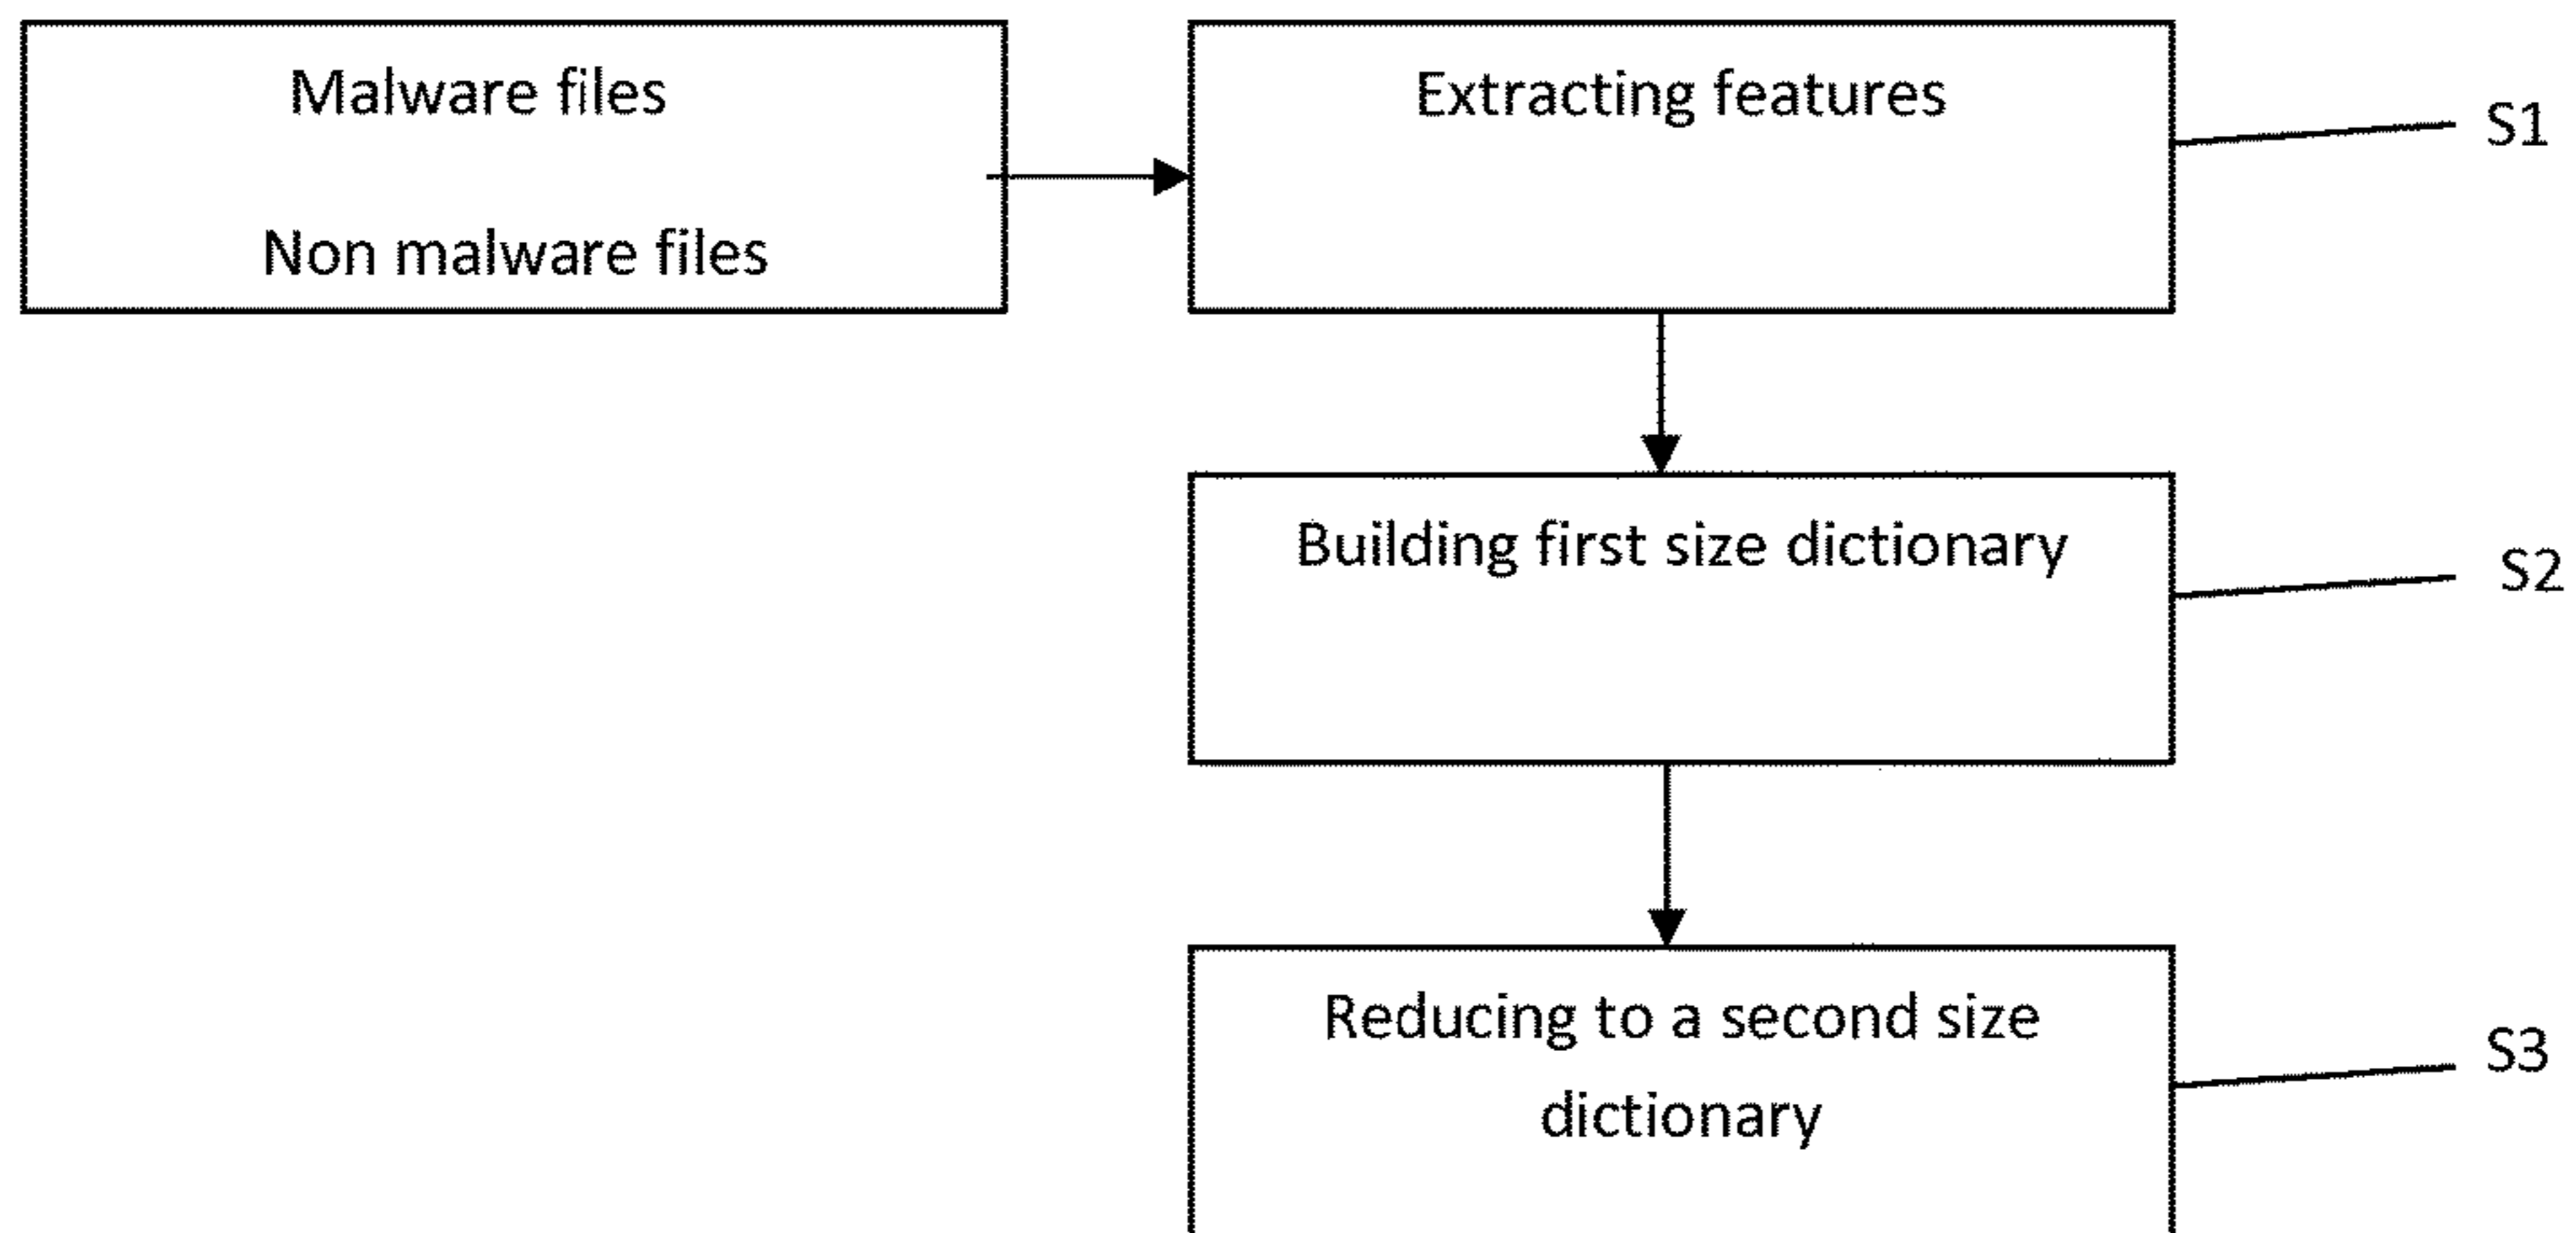 Malware files
Non malware files
Extracting features
S1
Building first size dictionary
S2
Reducing to a second size
dictionary
S3